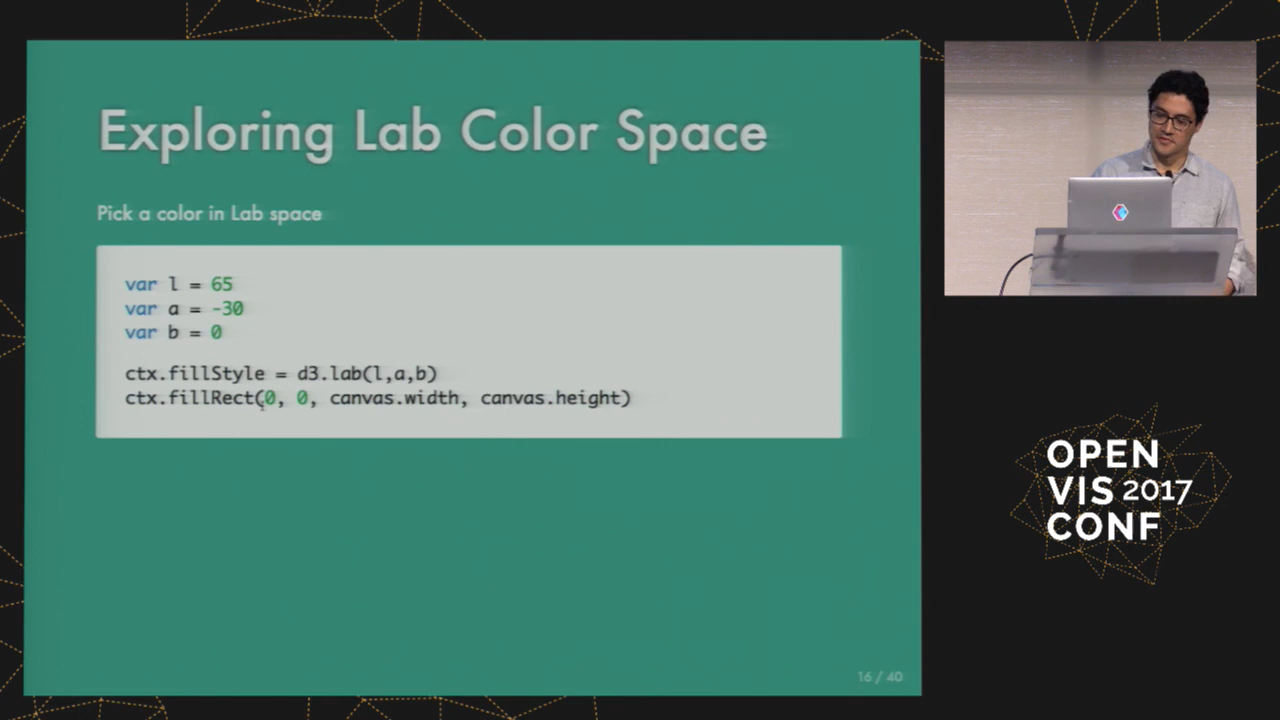 Exploring Lab Color Space
Pick a color in Lab space
var l = 65
var a = -30
var b = 0
ctx.fillStyle = d3.lab(l,a,b)
ctx.fillRect(0, 0, canvas.width, canvas.height)
16 / 40
OPEN
VIS 2017
CONF